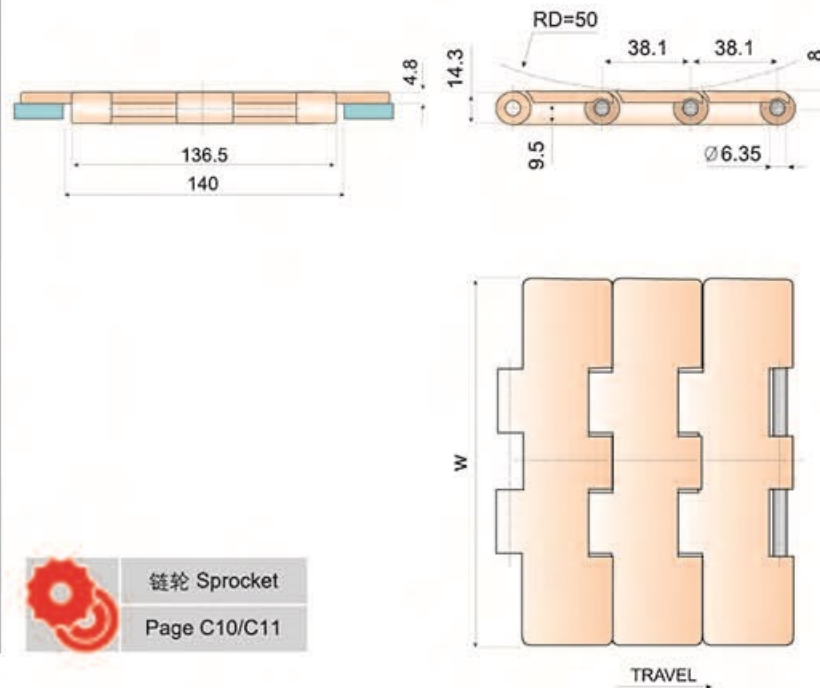 RD=50
38.1
38.1
8
14.3
4.8
9.5
Ø6.35
136.5
140
W
链轮 Sprocket
Page C10/C11
TRAVEL